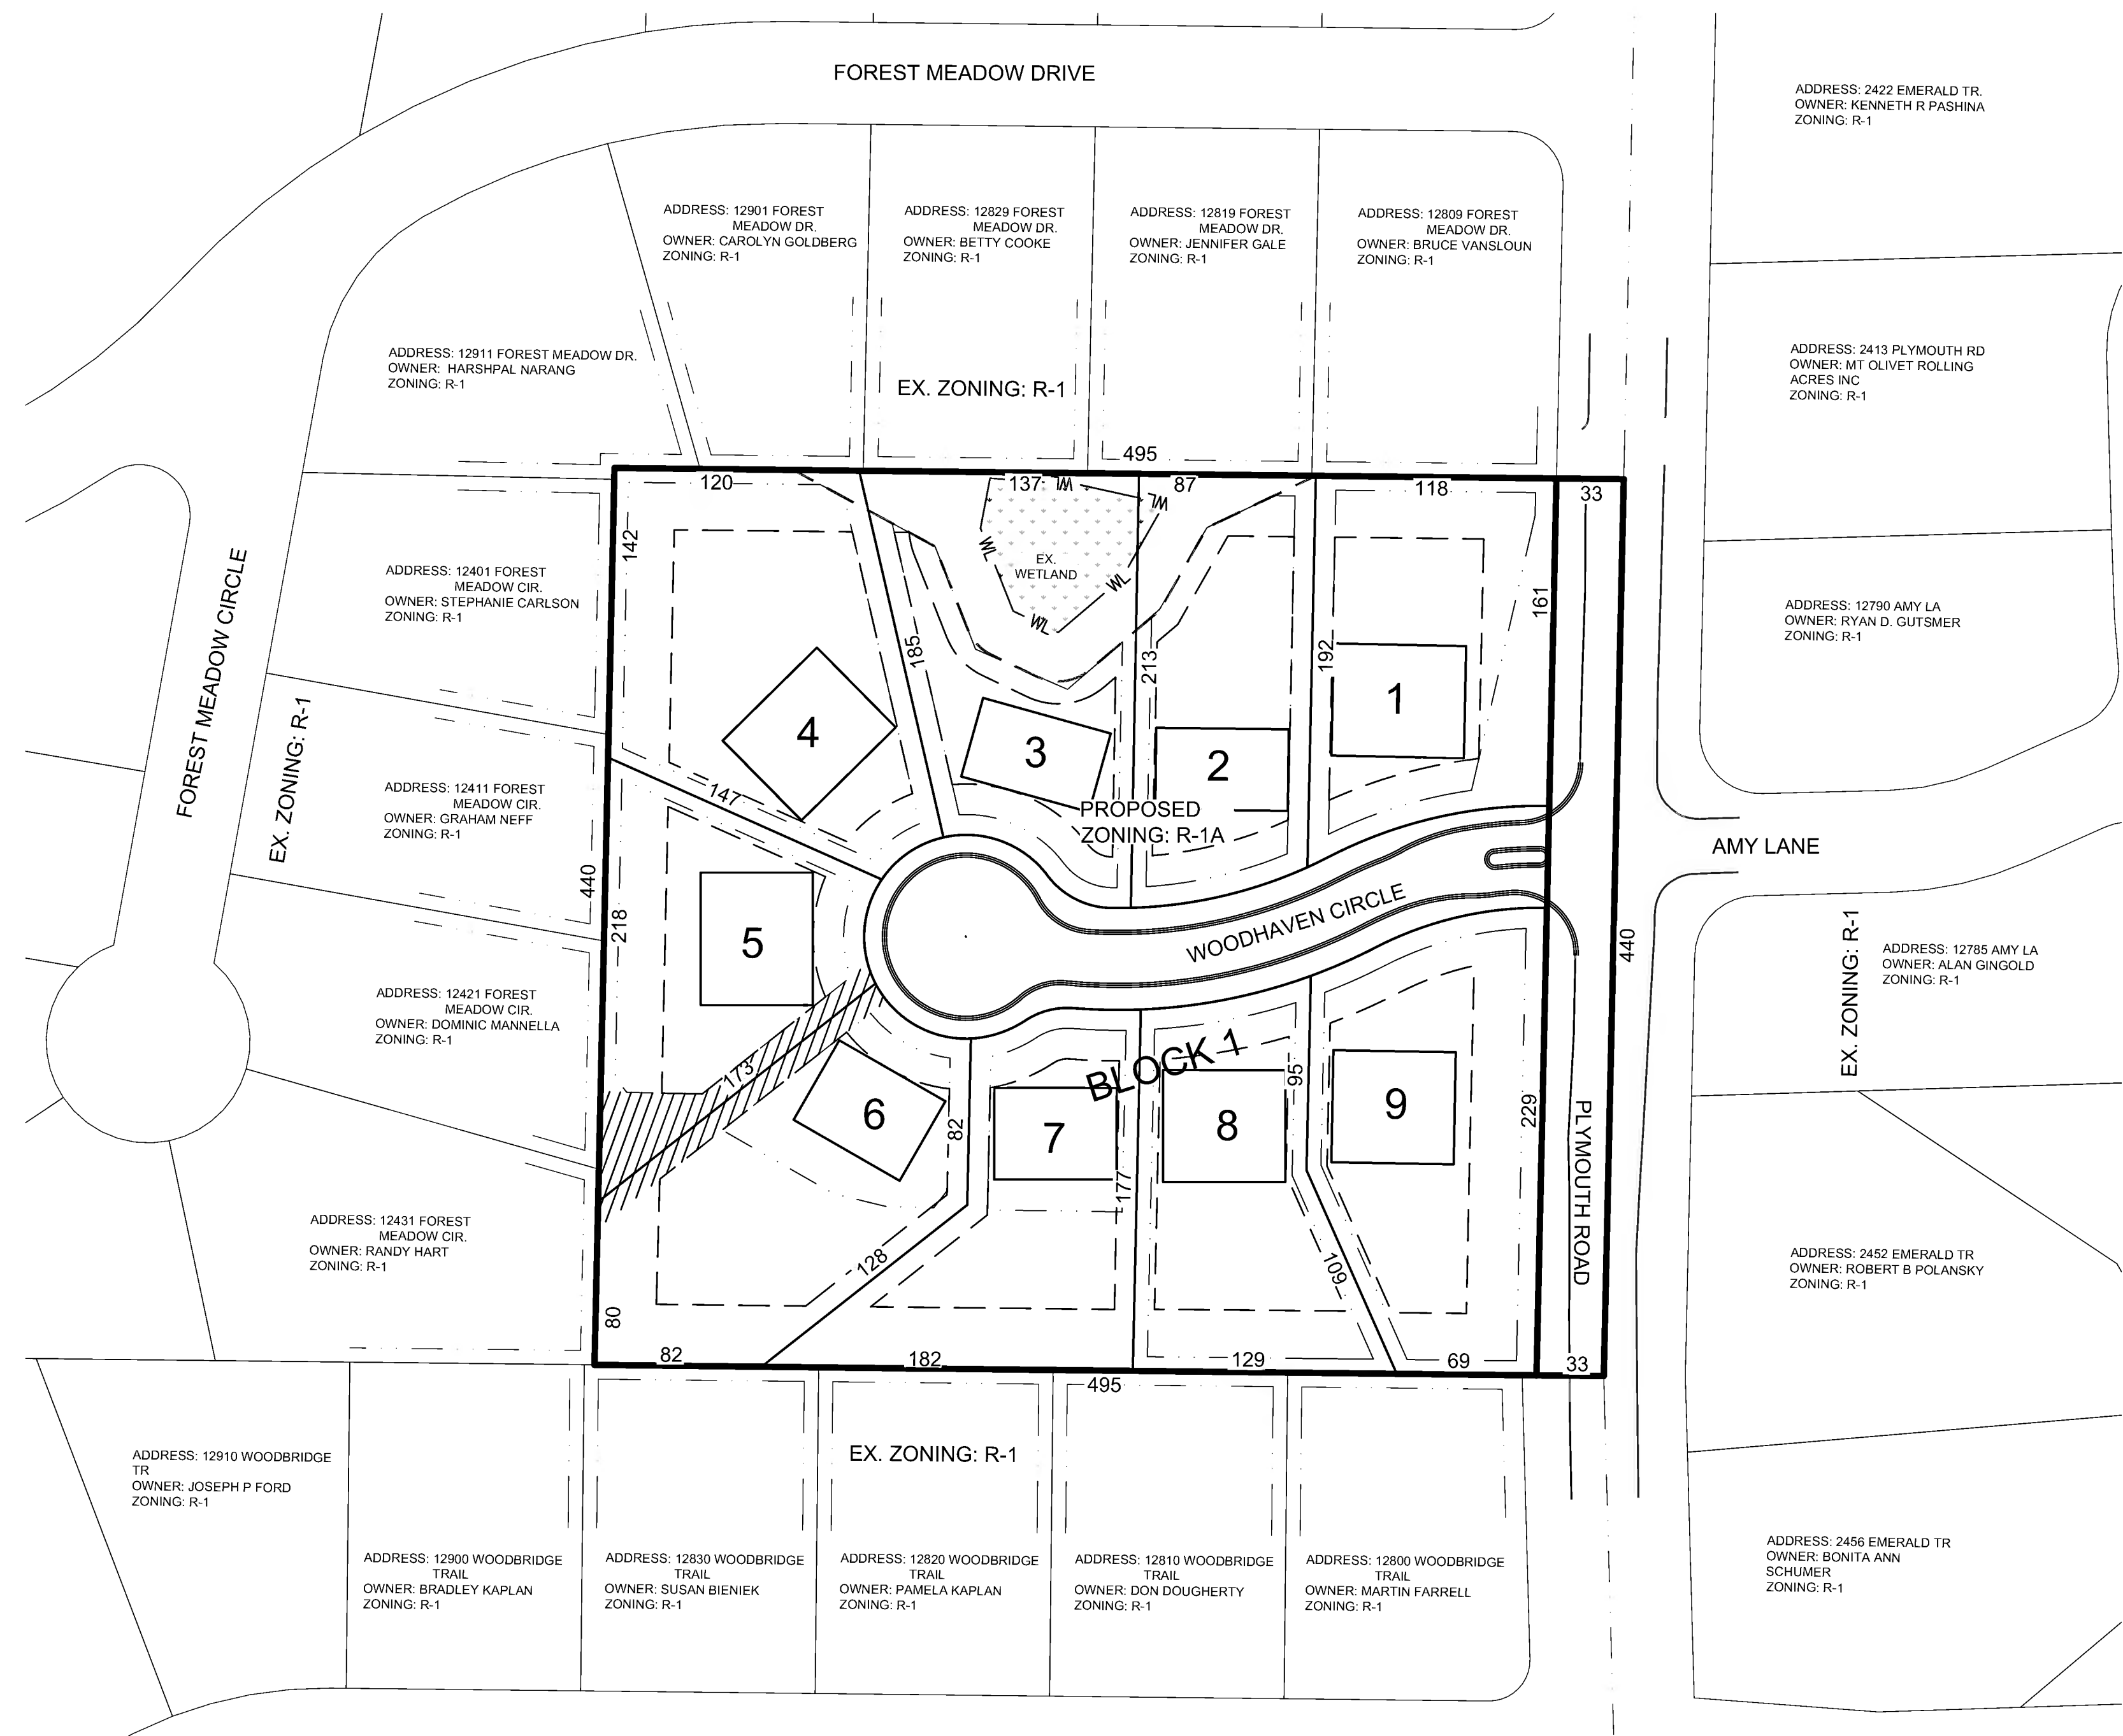 FOREST MEADOW DRIVE
ADDRESS: 2422 EMERALD TR.
OWNER: KENNETH R PASHINA
ZONING: R-1
ADDRESS: 12901 FOREST
MEADOW DR.
OWNER: CAROLYN GOLDBERG
ZONING: R-1
ADDRESS: 12829 FOREST
MEADOW DR.
OWNER: BETTY COOKE
ZONING: R-1
ADDRESS: 12819 FOREST
MEADOW DR.
OWNER: JENNIFER GALE
ZONING: R-1
ADDRESS: 12809 FOREST
MEADOW DR.
OWNER: BRUCE VANSLOUN
ZONING: R-1
ADDRESS: 12911 FOREST MEADOW DR.
OWNER: HARSHPAL NARANG
ZONING: R-1
EX. ZONING: R-1
ADDRESS: 2413 PLYMOUTH RD
OWNER: MT OLIVET ROLLING
ACRES INC
ZONING: R-1
495
120
137
WL
87
WL
118
33
142
WL
EX.
WETLAND
WL
WL
161
ADDRESS: 12401 FOREST
MEADOW CIR.
OWNER: STEPHANIE CARLSON
ZONING: R-1
ADDRESS: 12790 AMY LA
OWNER: RYAN D. GUTSMER
ZONING: R-1
FOREST MEADOW CIRCLE
EX. ZONING: R-1
185
213
192
1
4
3
2
147
PROPOSED
ZONING: R-1A
ADDRESS: 12411 FOREST
MEADOW CIR.
OWNER: GRAHAM NEFF
ZONING: R-1
AMY LANE
440
218
5
WOODHAVEN CIRCLE
440
EX. ZONING: R-1
ADDRESS: 12785 AMY LA
OWNER: ALAN GINGOLD
ZONING: R-1
ADDRESS: 12421 FOREST
MEADOW CIR.
OWNER: DOMINIC MANNELLA
ZONING: R-1
173
BLOCK 1
95
6
82
7
8
9
229
177
PLYMOUTH ROAD
ADDRESS: 12431 FOREST
MEADOW CIR.
OWNER: RANDY HART
ZONING: R-1
128
109
ADDRESS: 2452 EMERALD TR
OWNER: ROBERT B POLANSKY
ZONING: R-1
80
82
182
129
69
33
495
EX. ZONING: R-1
ADDRESS: 12910 WOODBRIDGE
TR
OWNER: JOSEPH P FORD
ZONING: R-1
ADDRESS: 12900 WOODBRIDGE
TRAIL
OWNER: BRADLEY KAPLAN
ZONING: R-1
ADDRESS: 12830 WOODBRIDGE
TRAIL
OWNER: SUSAN BIENIEK
ZONING: R-1
ADDRESS: 12820 WOODBRIDGE
TRAIL
OWNER: PAMELA KAPLAN
ZONING: R-1
ADDRESS: 12810 WOODBRIDGE
TRAIL
OWNER: DON DOUGHERTY
ZONING: R-1
ADDRESS: 12800 WOODBRIDGE
TRAIL
OWNER: MARTIN FARRELL
ZONING: R-1
ADDRESS: 2456 EMERALD TR
OWNER: BONITA ANN
SCHUMER
ZONING: R-1